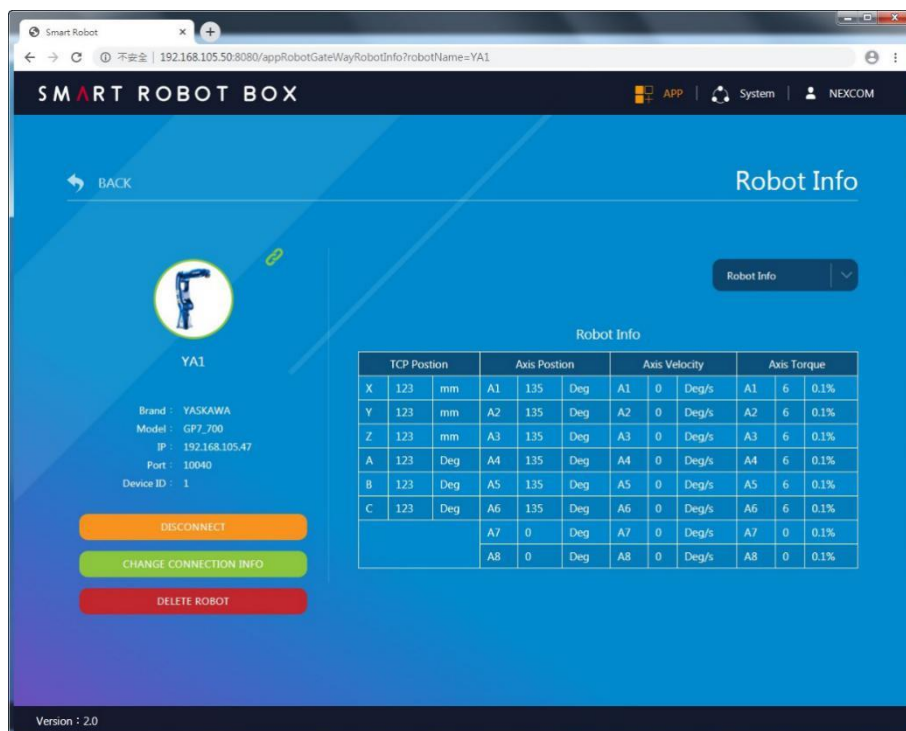 Smart Robot
不安全 | 192.168.105.50:8080/appRobotGateWayRobotInfo?robotName=YA1
SMART ROBOT BOX
APP | System | NEXCOM
BACK
Robot Info
Robot Info
YA1
Brand : YASKAWA
Model : GP7_700
IP : 192.168.105.47
Port : 10040
Device ID : 1
DISCONNECT
CHANGE CONNECTION INFO
DELETE ROBOT
Robot Info
TCP Postion Axis Postion Axis Velocity Axis Torque
X 123 mm A1 135 Deg A1 0 Deg/s A1 6 0.1%
Y 123 mm A2 135 Deg A2 0 Deg/s A2 6 0.1%
Z 123 mm A3 135 Deg A3 0 Deg/s A3 6 0.1%
A 123 Deg A4 135 Deg A4 0 Deg/s A4 6 0.1%
B 123 Deg A5 135 Deg A5 0 Deg/s A5 6 0.1%
C 123 Deg A6 135 Deg A6 0 Deg/s A6 6 0.1%
A7 0 Deg A7 0 Deg/s A7 0 0.1%
A8 0 Deg A8 0 Deg/s A8 0 0.1%
Version : 2.0